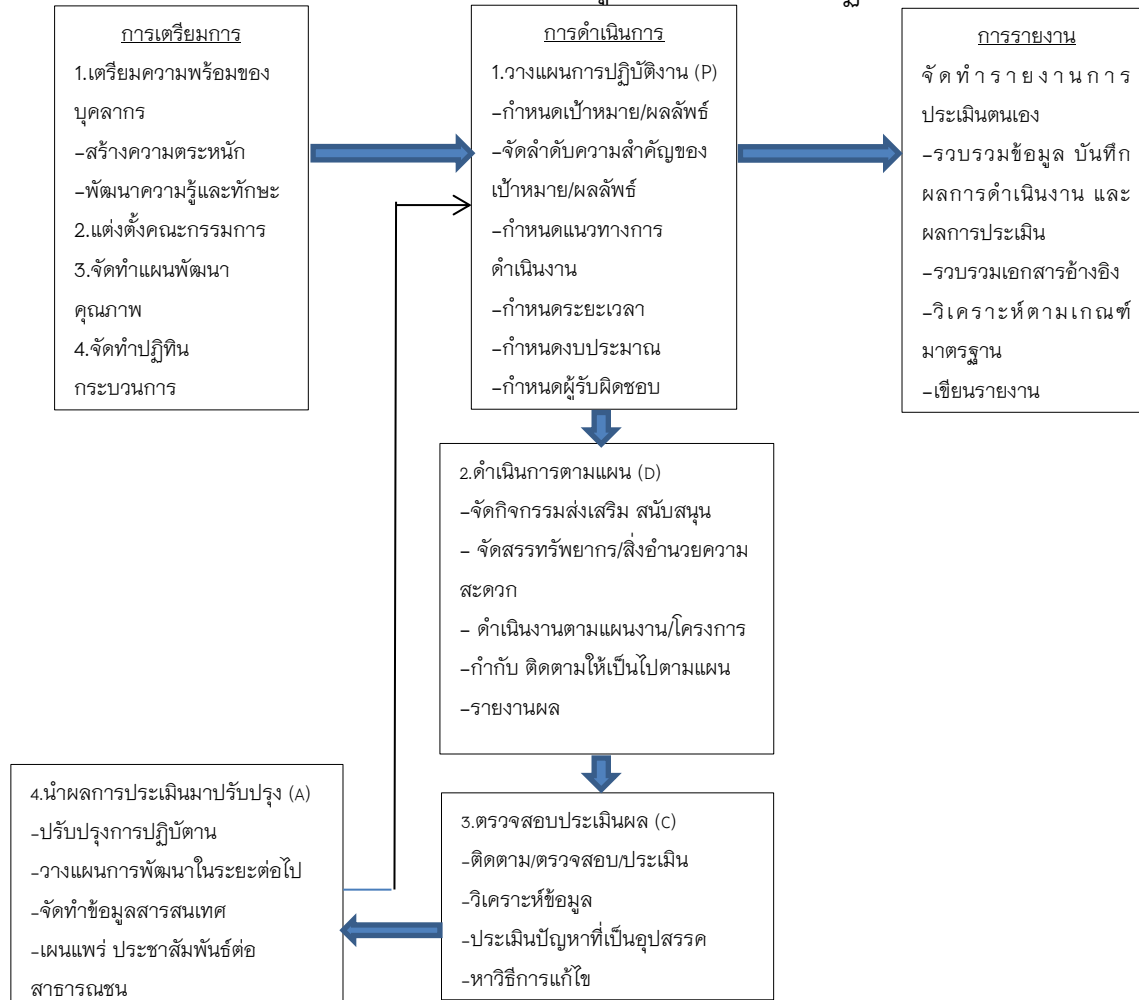 การเตรียมการ
1.เตรียมความพร้อมของ
บุคลากร
-สร้างความตระหนัก
-พัฒนาความรู้และทักษะ
2.แต่งตั้งคณะกรรมการ
3.จัดทำแผนพัฒนา
คุณภาพ
4.จัดทำปฏิทิน
กระบวนการ
การดำเนินการ
1.วางแผนการปฏิบัติงาน (P)
-กำหนดเป้าหมาย/ผลลัพธ์
-จัดลำดับความสำคัญของ
เป้าหมาย/ผลลัพธ์
-กำหนดแนวทางการ
ดำเนินงาน
-กำหนดระยะเวลา
-กำหนดงบประมาณ
-กำหนดผู้รับผิดชอบ
การรายงาน
จัดทำรายงานการ
ประเมินตนเอง
-รวบรวมข้อมูล บันทึก
ผลการดำเนินงาน และ
ผลการประเมิน
-รวบรวมเอกสารอ้างอิง
-วิเคราะห์ตามเกณฑ์
มาตรฐาน
-เขียนรายงาน
2.ดำเนินการตามแผน (D)
-จัดกิจกรรมส่งเสริม สนับสนุน
- จัดสรรทรัพยากร/สิ่งอำนวยความ
สะดวก
- ดำเนินงานตามแผนงาน/โครงการ
-กำกับ ติดตามให้เป็นไปตามแผน
-รายงานผล
3.ตรวจสอบประเมินผล (C)
-ติดตาม/ตรวจสอบ/ประเมิน
-วิเคราะห์ข้อมูล
-ประเมินปัญหาที่เป็นอุปสรรค
-หาวิธีการแก้ไข
4.นำผลการประเมินมาปรับปรุง (A)
-ปรับปรุงการปฏิบัตาน
-วางแผนการพัฒนาในระยะต่อไป
-จัดทำข้อมูลสารสนเทศ
-เผนแพร่ ประชาสัมพันธ์ต่อ
สาธารณชน